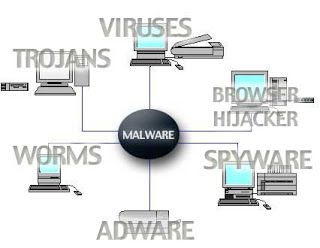 VIRUSES
TROJANS
BROWSER
HIJACKER
MALWARE
WORMS
SPYWARE
ADWARE